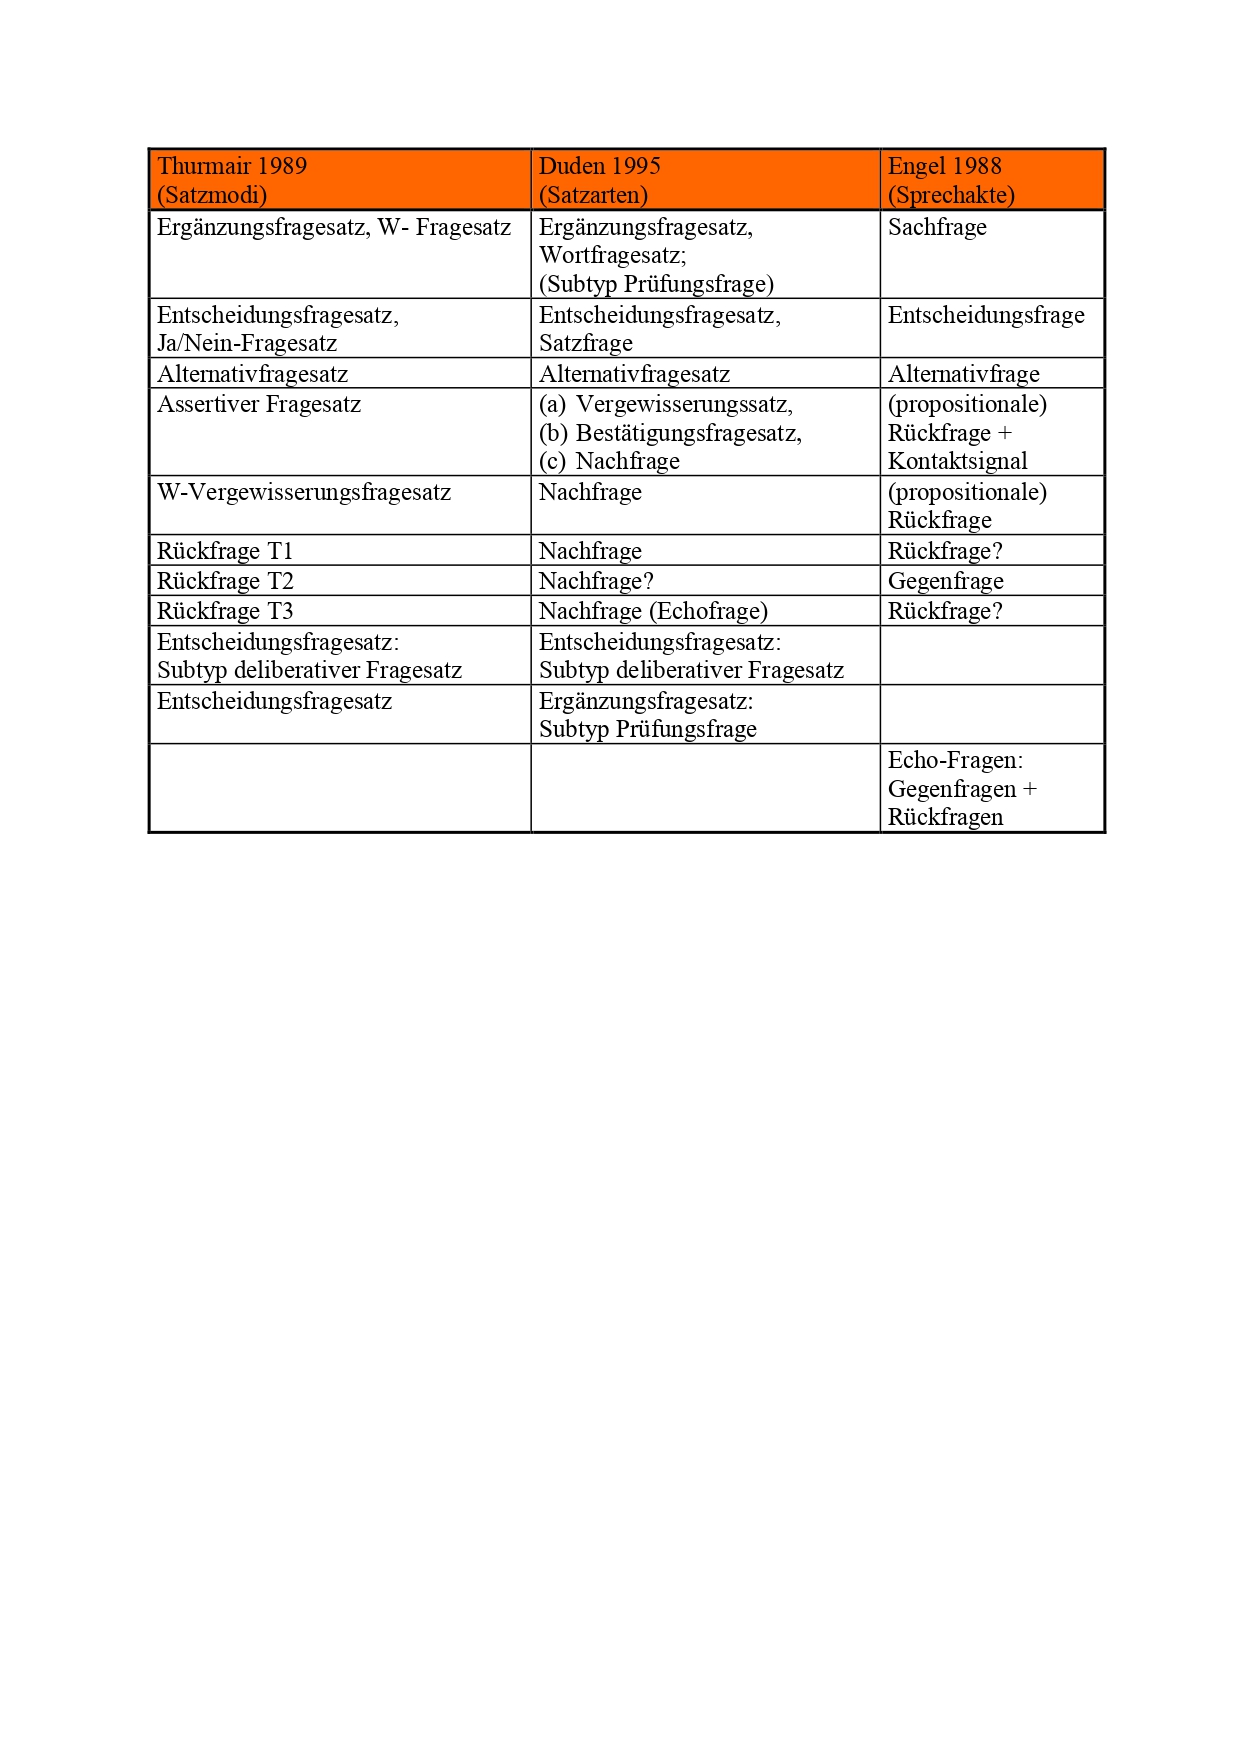 Thurmair 1989
(Satzmodi)
Duden 1995
(Satzarten)
Engel 1988
(Sprechakte)
Ergänzungsfragesatz, W- Fragesatz
Ergänzungsfragesatz,
Wortfragesatz;
(Subtyp Prüfungsfrage)
Sachfrage
Entscheidungsfragesatz,
Ja/Nein-Fragesatz
Entscheidungsfragesatz,
Satzfrage
Entscheidungsfrage
Alternativfragesatz
Alternativfragesatz
Alternativfrage
Assertiver Fragesatz
(a) Vergewisserungssatz,
(b) Bestätigungsfragesatz,
(c) Nachfrage
(propositionale)
Rückfrage +
Kontaktsignal
W-Vergewisserungsfragesatz
Nachfrage
(propositionale)
Rückfrage
Rückfrage T1
Nachfrage
Rückfrage?
Rückfrage T2
Nachfrage?
Gegenfrage
Rückfrage T3
Nachfrage (Echofrage)
Rückfrage?
Entscheidungsfragesatz:
Subtyp deliberativer Fragesatz
Entscheidungsfragesatz:
Subtyp deliberativer Fragesatz
Entscheidungsfragesatz
Ergänzungsfragesatz:
Subtyp Prüfungsfrage
Echo-Fragen:
Gegenfragen +
Rückfragen